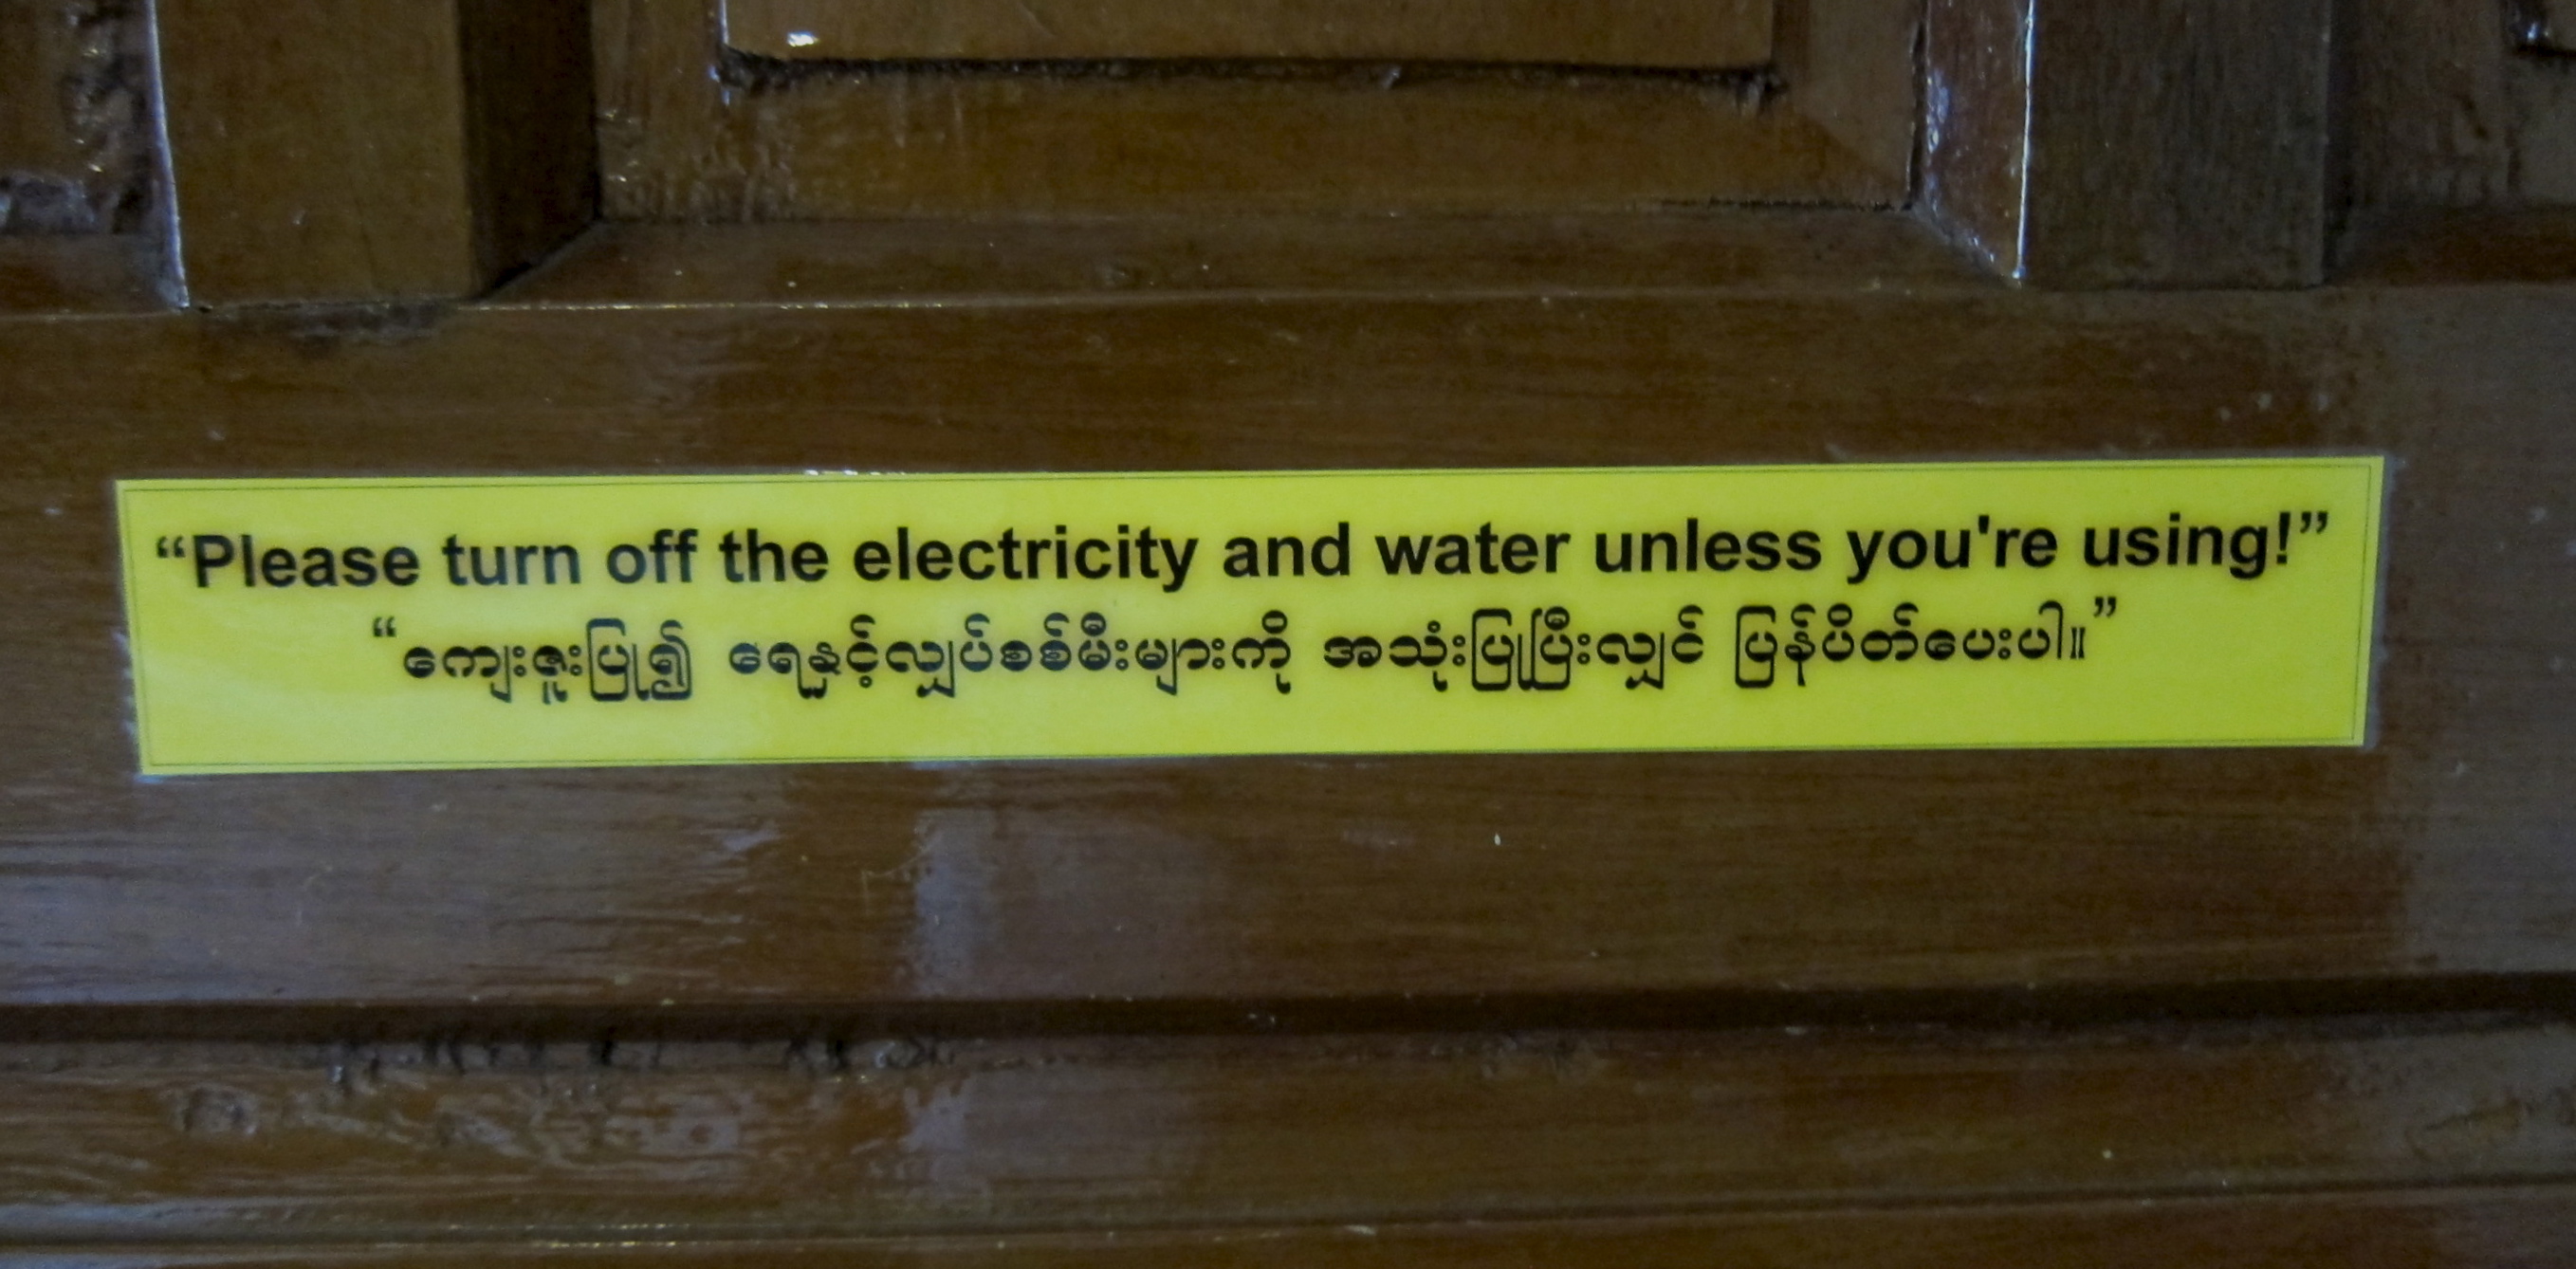 “Please turn off the electricity and water unless you're using!”
“ကျေးဇူးပြု၍ ရေနှင့်လျှပ်စစ်မီးများကို အသုံးပြုပြီးလျှင် ပြန်ပိတ်ပေးပါ။”